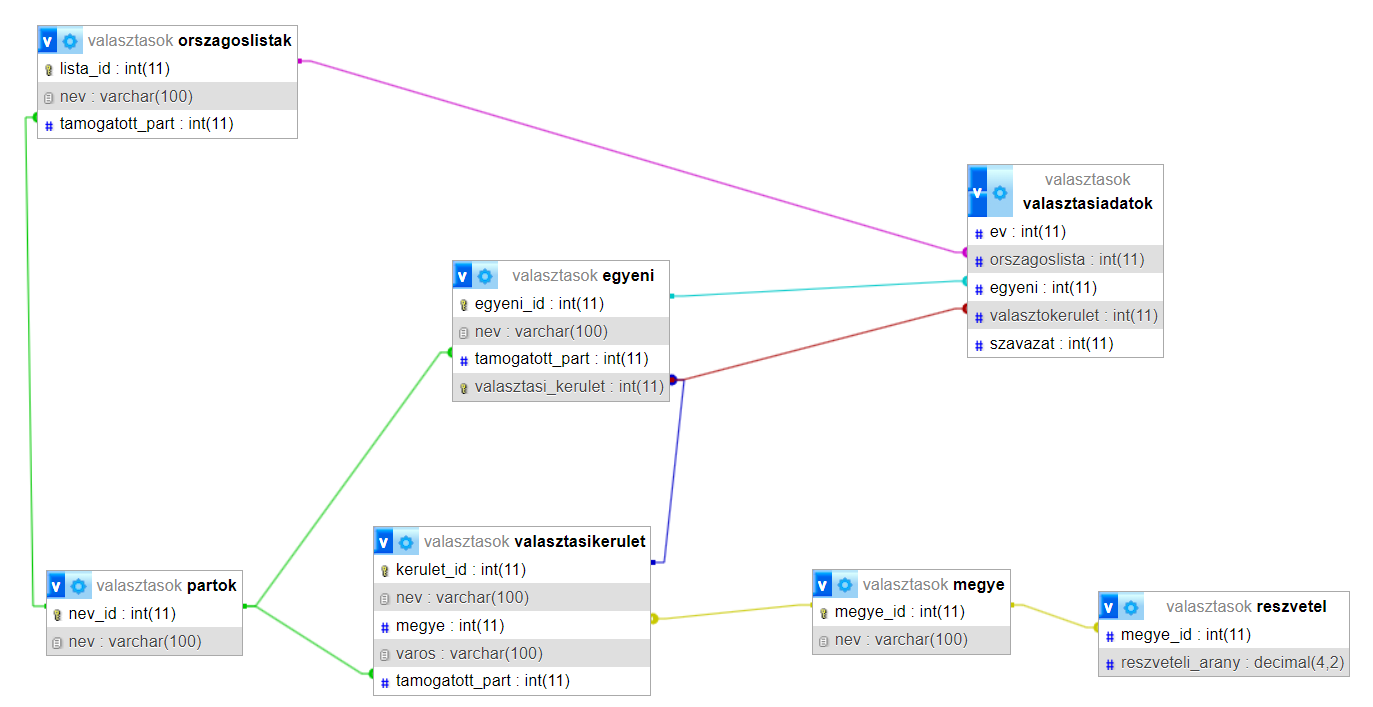 valasztasok orszagoslistak
lista_id : int(11)
nev : varchar(100)
tamogatott_part : int(11)
valasztasok
valasztasiadatok
ev : int(11)
orszagoslista : int(11)
egyeni : int(11)
valasztokerulet : int(11)
szavazat : int(11)
valasztasok egyeni
egyeni_id : int(11)
nev : varchar(100)
tamogatott_part : int(11)
valasztasi_kerulet : int(11)
valasztasok valasztasikerulet
kerulet_id : int(11)
nev : varchar(100)
megye : int(11)
varos : varchar(100)
tamogatott_part : int(11)
valasztasok partok
nev_id : int(11)
nev : varchar(100)
valasztasok megye
megye_id : int(11)
nev : varchar(100)
valasztasok reszvetel
megye_id : int(11)
reszveteli_arany : decimal(4,2)